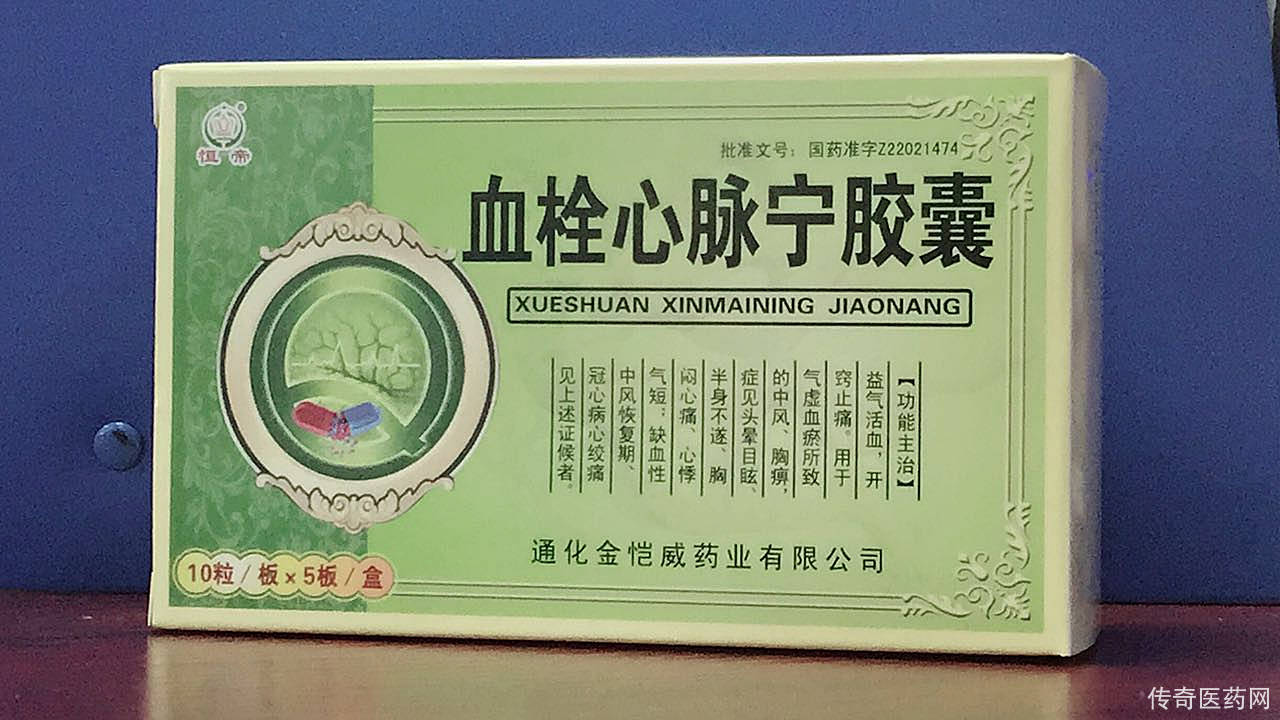 恒帝
批准文号：国药准字Z22021474
血栓心脉宁胶囊
XUESHUAN XINMAINING JIAONANG
【功能主治】
益气活血，开
窍止痛。用于
气虚血瘀所致
的中风、胸痹，
症见头晕目眩、
半身不遂、胸
闷心痛、心悸
气短；缺血性
中风恢复期、
冠心病心绞痛
见上述证候者。
通化金恺威药业有限公司
10粒/板×5板/盒
传奇医药网